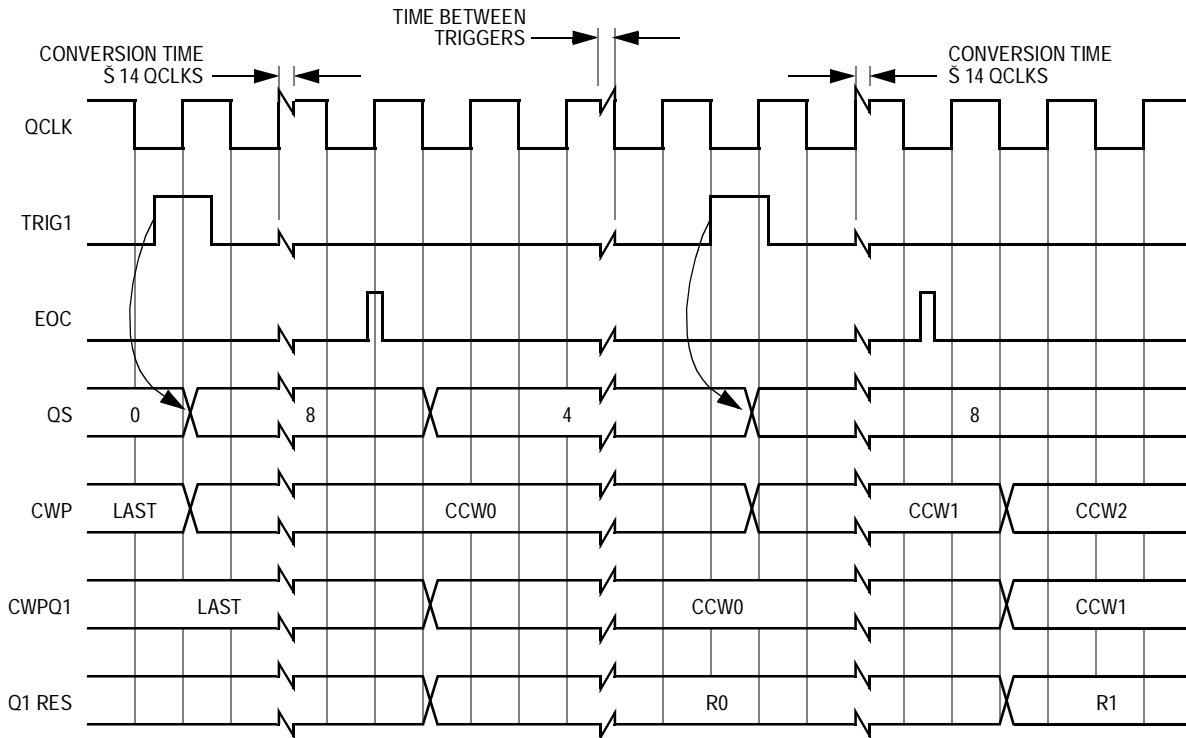 TIME BETWEEN
TRIGGERS
CONVERSION TIME
Š 14 QCLKS
CONVERSION TIME
Š 14 QCLKS
QCLK
TRIG1
EOC
QS 0 8 4 8
CWP LAST CCW0 CCW1 CCW2
CWPQ1 LAST CCW0 CCW1
Q1 RES R0 R1